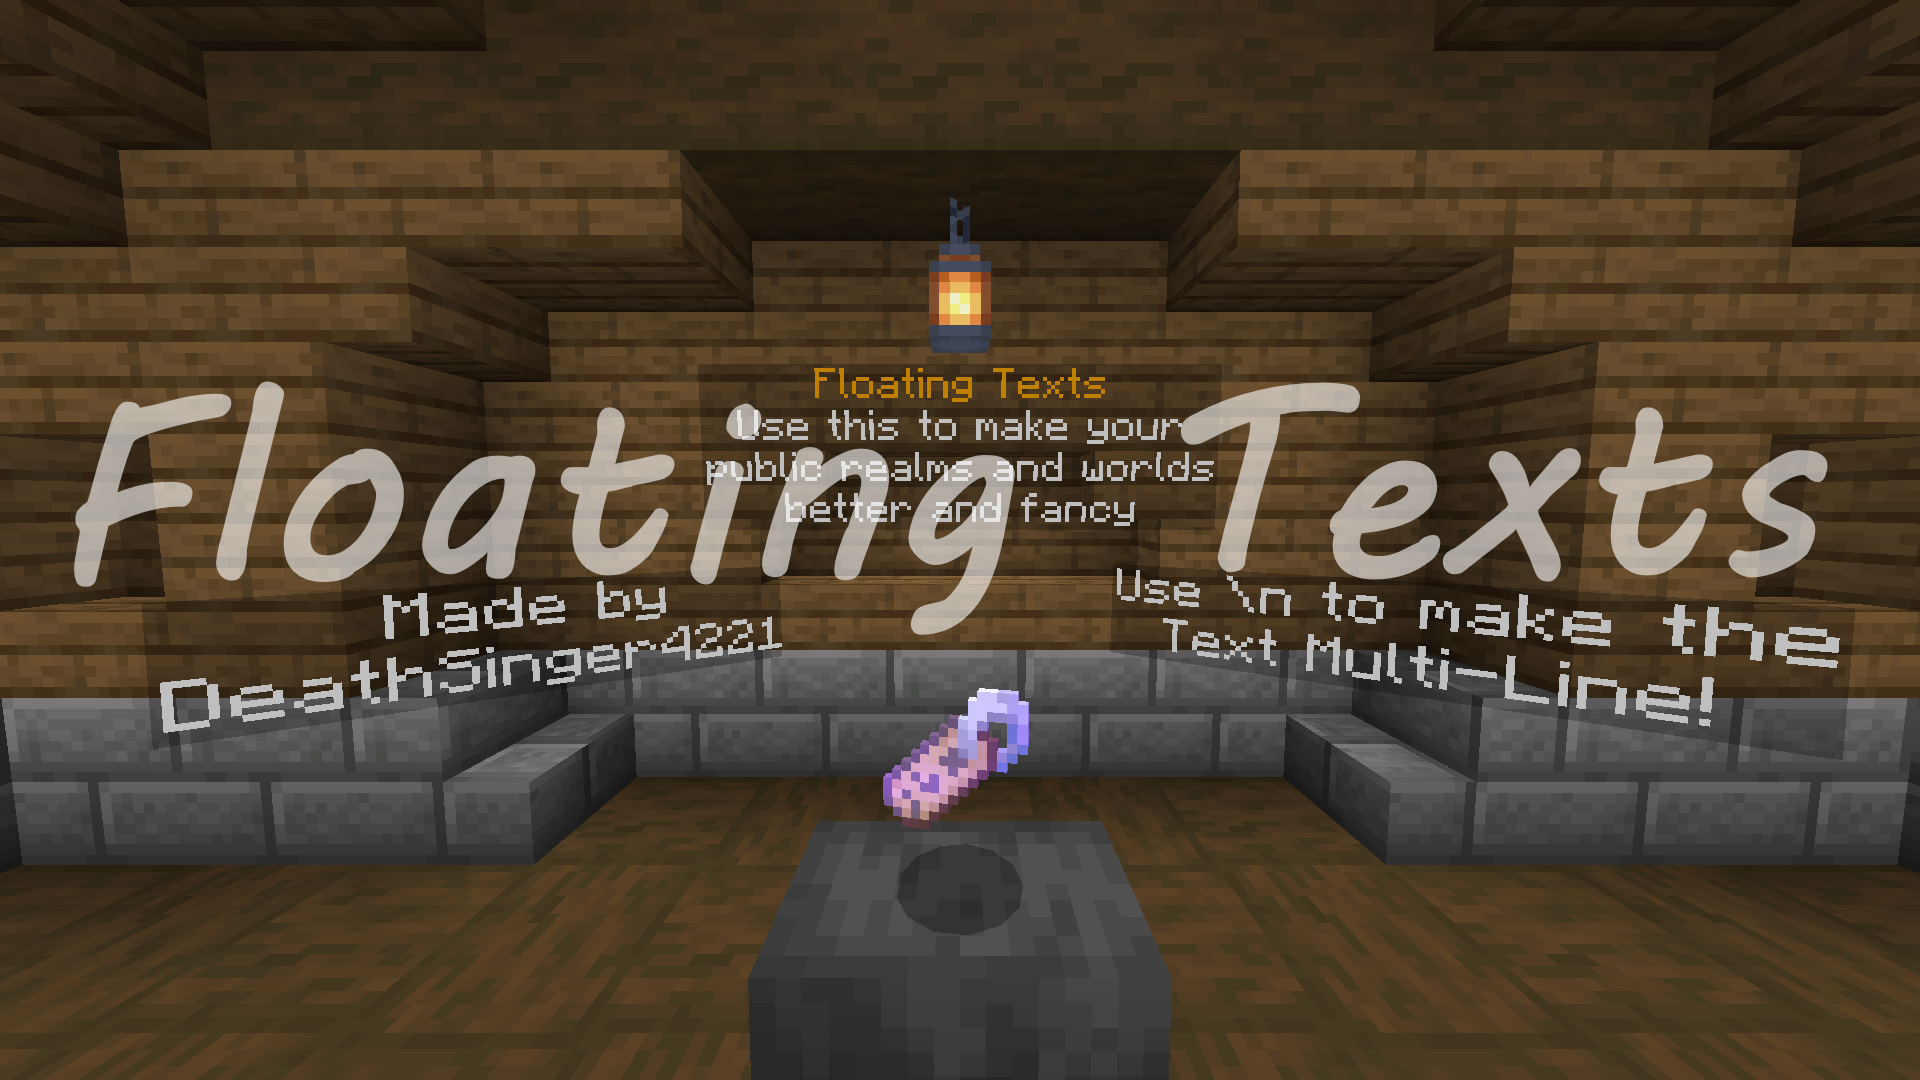 Floating Texts
Floating Texts
Use this to make your
public realms and worlds
better and fancy
Made by
DeathSinger4221
Use \n to make the
Text Multi-Line!